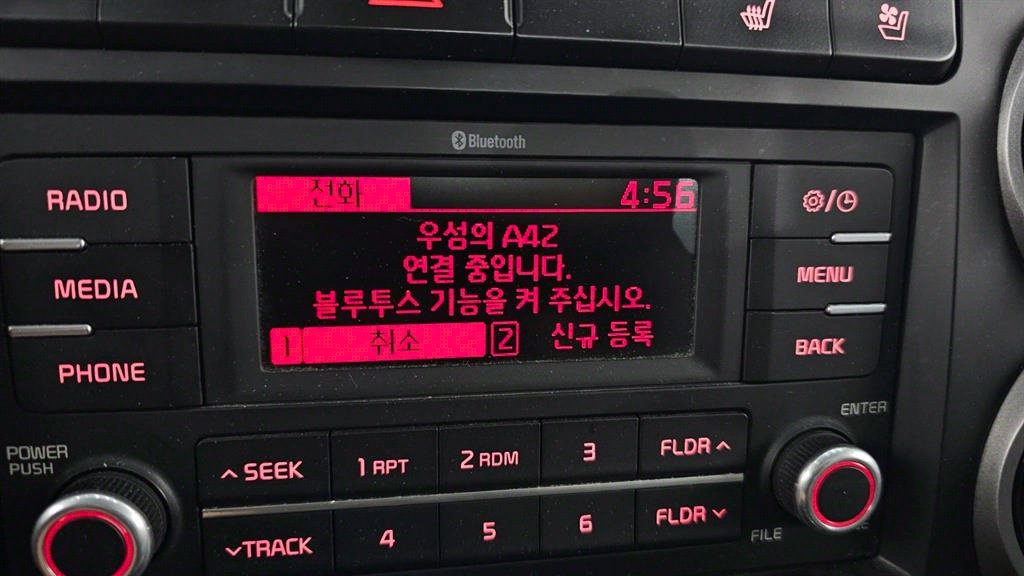 Bluetooth
RADIO
전화 4:56
MEDIA
우성의 A42
연결 중입니다.
블루투스 기능을 켜 주십시오.
1 취소 2 신규 등록
PHONE
MENU
BACK
POWER
PUSH
ENTER
SEEK
1 RPT
2 RDM
3
FLDR
TRACK
4
5
6
FLDR
FILE